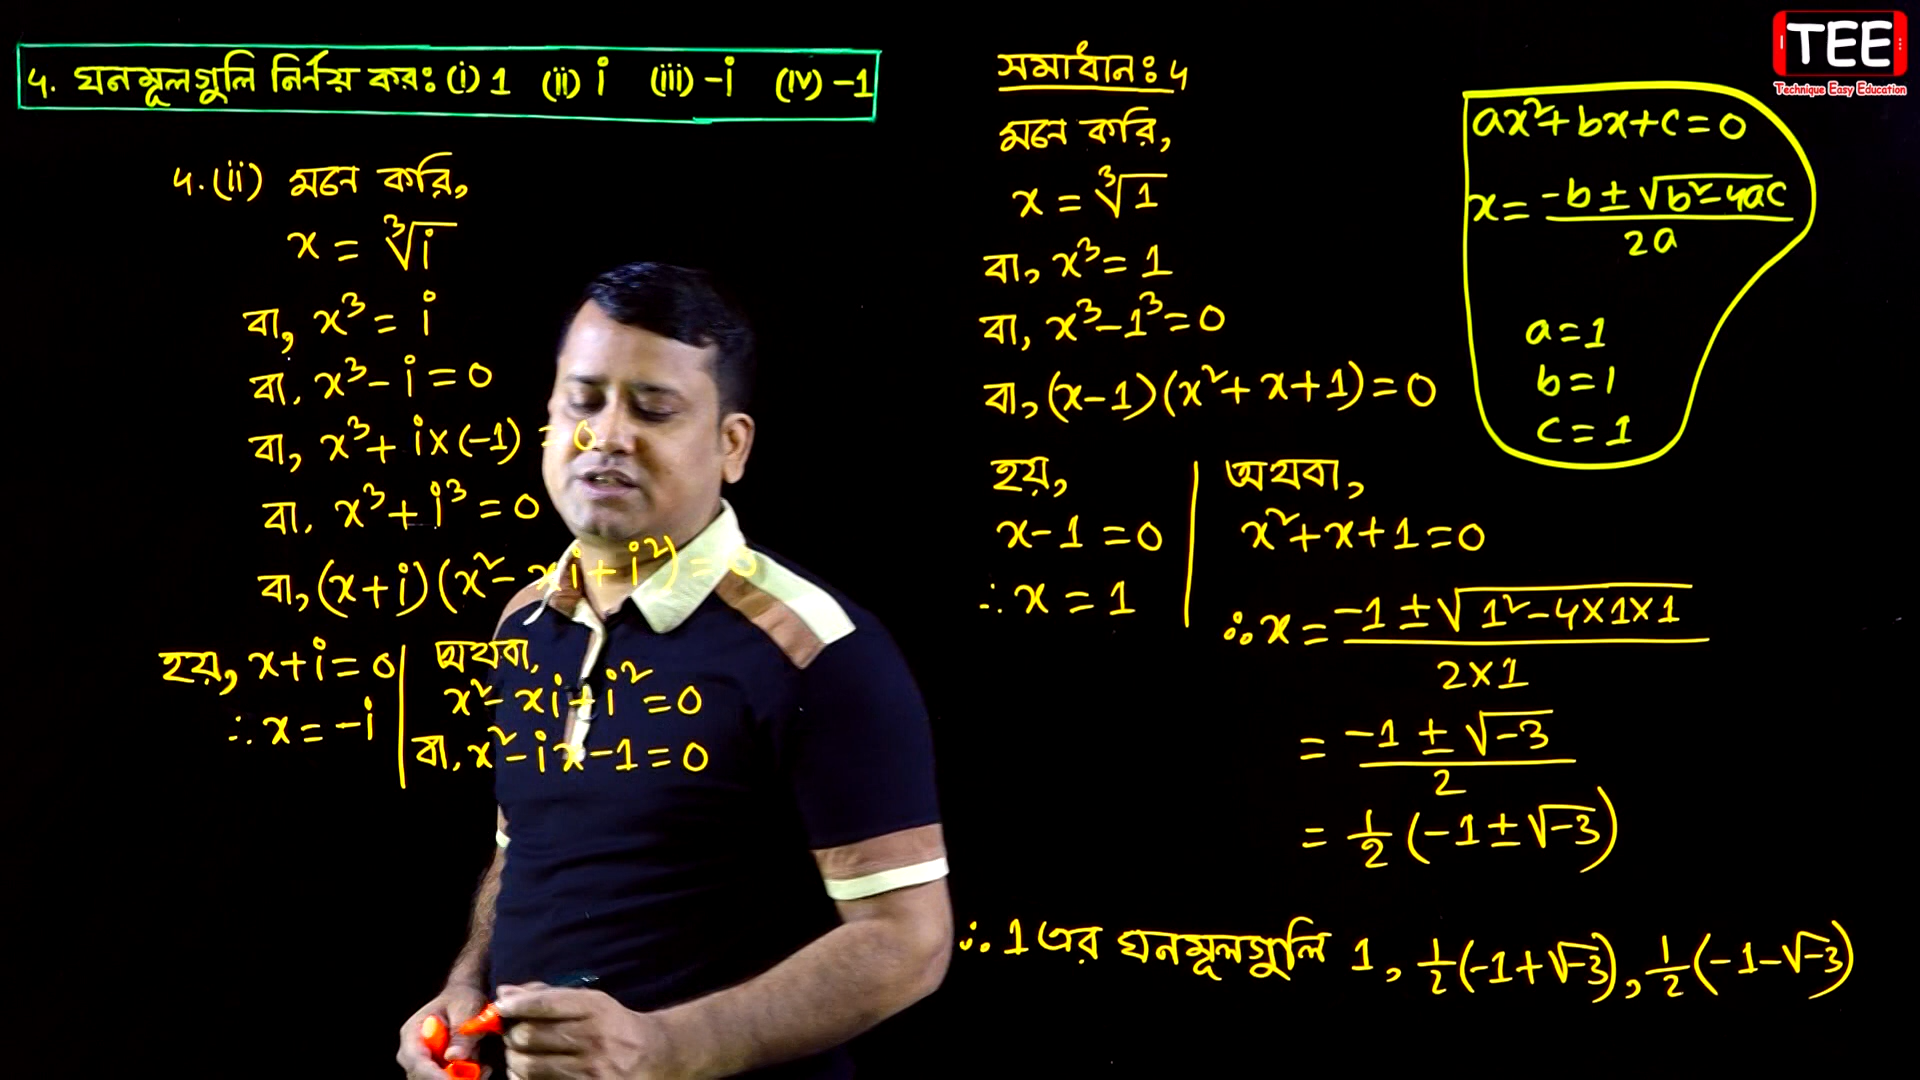 ৭. ঘনমূলগুলি নির্ণয় কর: (i) 1 (ii) i (iii) -i (iv) -1
৭.(ii) মনে করি,
x = ∛i
বা, x³ = i
বা, x³ - i = 0
বা, x³ + i×(-1) = 0
বা, x³ + i³ = 0
বা, (x+i)(x² - xi + i²) = 0
হয়, x+i = 0
∴ x = -i
অথবা,
x² - xi + i² = 0
বা, x² - ix - 1 = 0
সমাধান: ৭
মনে করি,
x = ∛1
বা, x³ = 1
বা, x³ - 1³ = 0
বা, (x-1)(x² + x + 1) = 0
হয়,
x - 1 = 0
∴ x = 1
অথবা,
x² + x + 1 = 0
∴ x = (-1 ± √(1² - 4×1×1)) / (2×1)
= (-1 ± √-3) / 2
= 1/2 (-1 ± √-3)
∴ 1 এর ঘনমূলগুলি 1, 1/2(-1+√-3), 1/2(-1-√-3)
ax² + bx + c = 0
x = (-b ± √(b² - 4ac)) / 2a
a = 1
b = 1
c = 1
TEE
Technique Easy Education